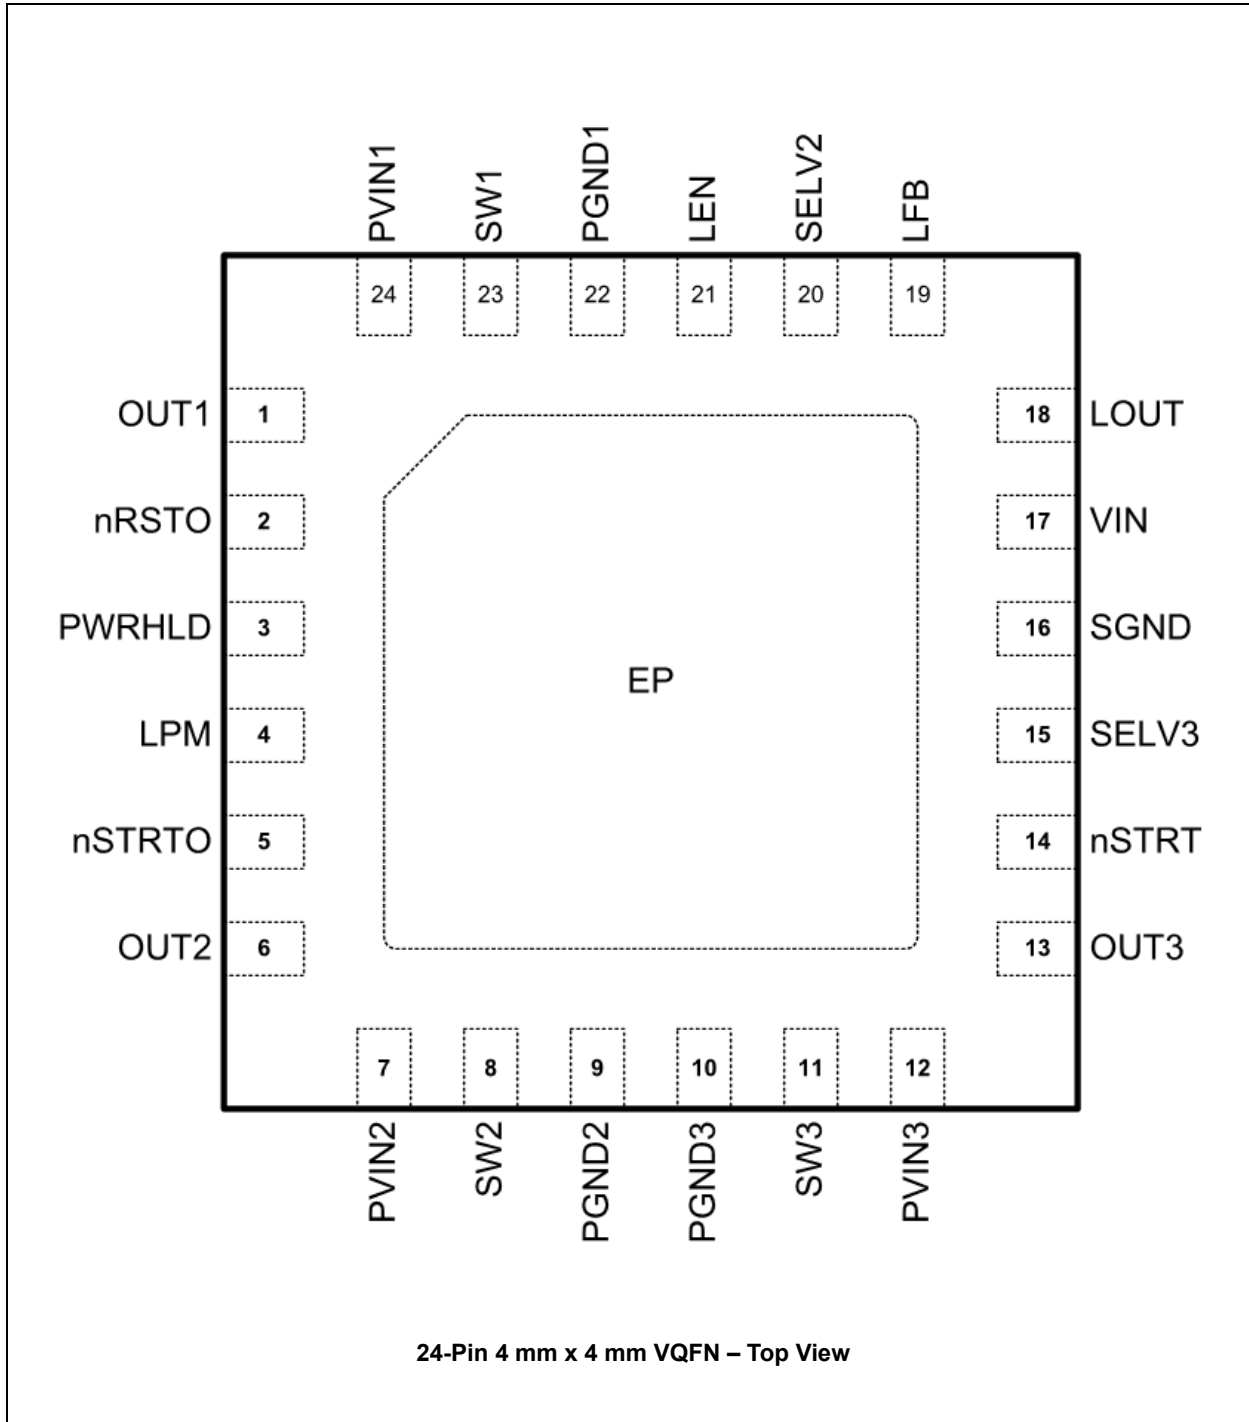 PVIN1
SW1
PGND1
LEN
SELV2
LFB
24
23
22
21
20
19
OUT1
1
18
LOUT
nRSTO
2
17
VIN
PWRHLD
3
16
SGND
EP
LPM
4
15
SELV3
nSTRTO
5
14
nSTRT
OUT2
6
13
OUT3
7
8
9
10
11
12
PVIN2
SW2
PGND2
PGND3
SW3
PVIN3
24-Pin 4 mm x 4 mm VQFN – Top View